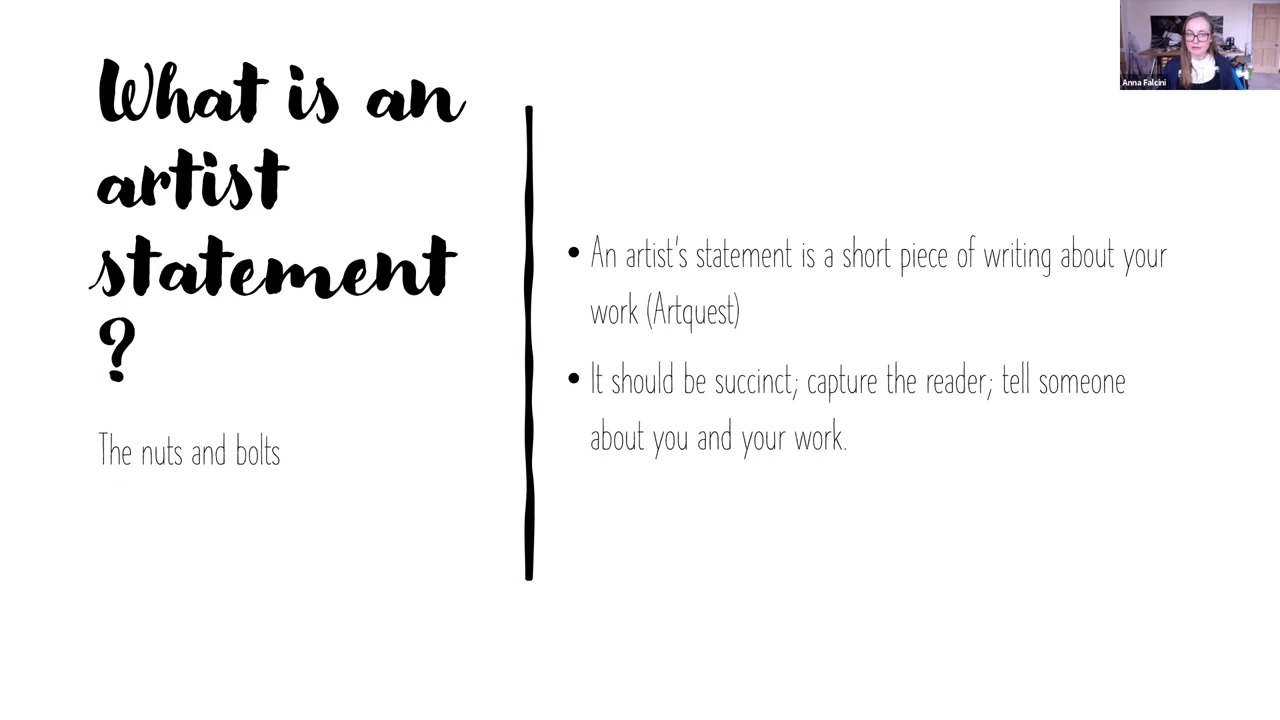 What is an
artist
statement
?
The nuts and bolts
• An artist's statement is a short piece of writing about your
work (Artquest)
• It should be succinct; capture the reader; tell someone
about you and your work.
Anna Falcini